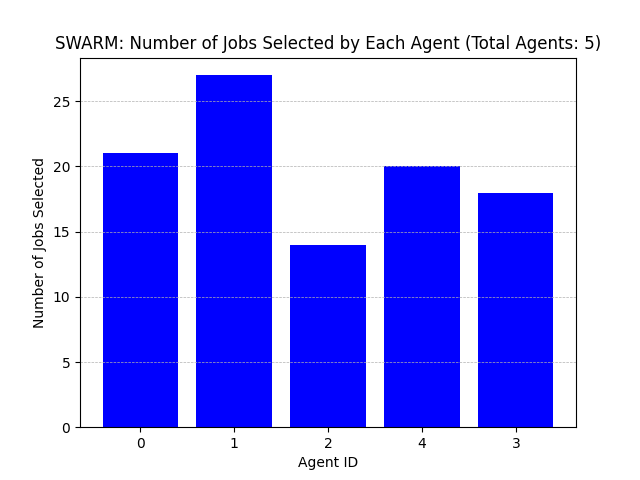 SWARM: Number of Jobs Selected by Each Agent (Total Agents: 5)
Number of Jobs Selected
25
20
15
10
5
0
0 1 2 4 3
Agent ID